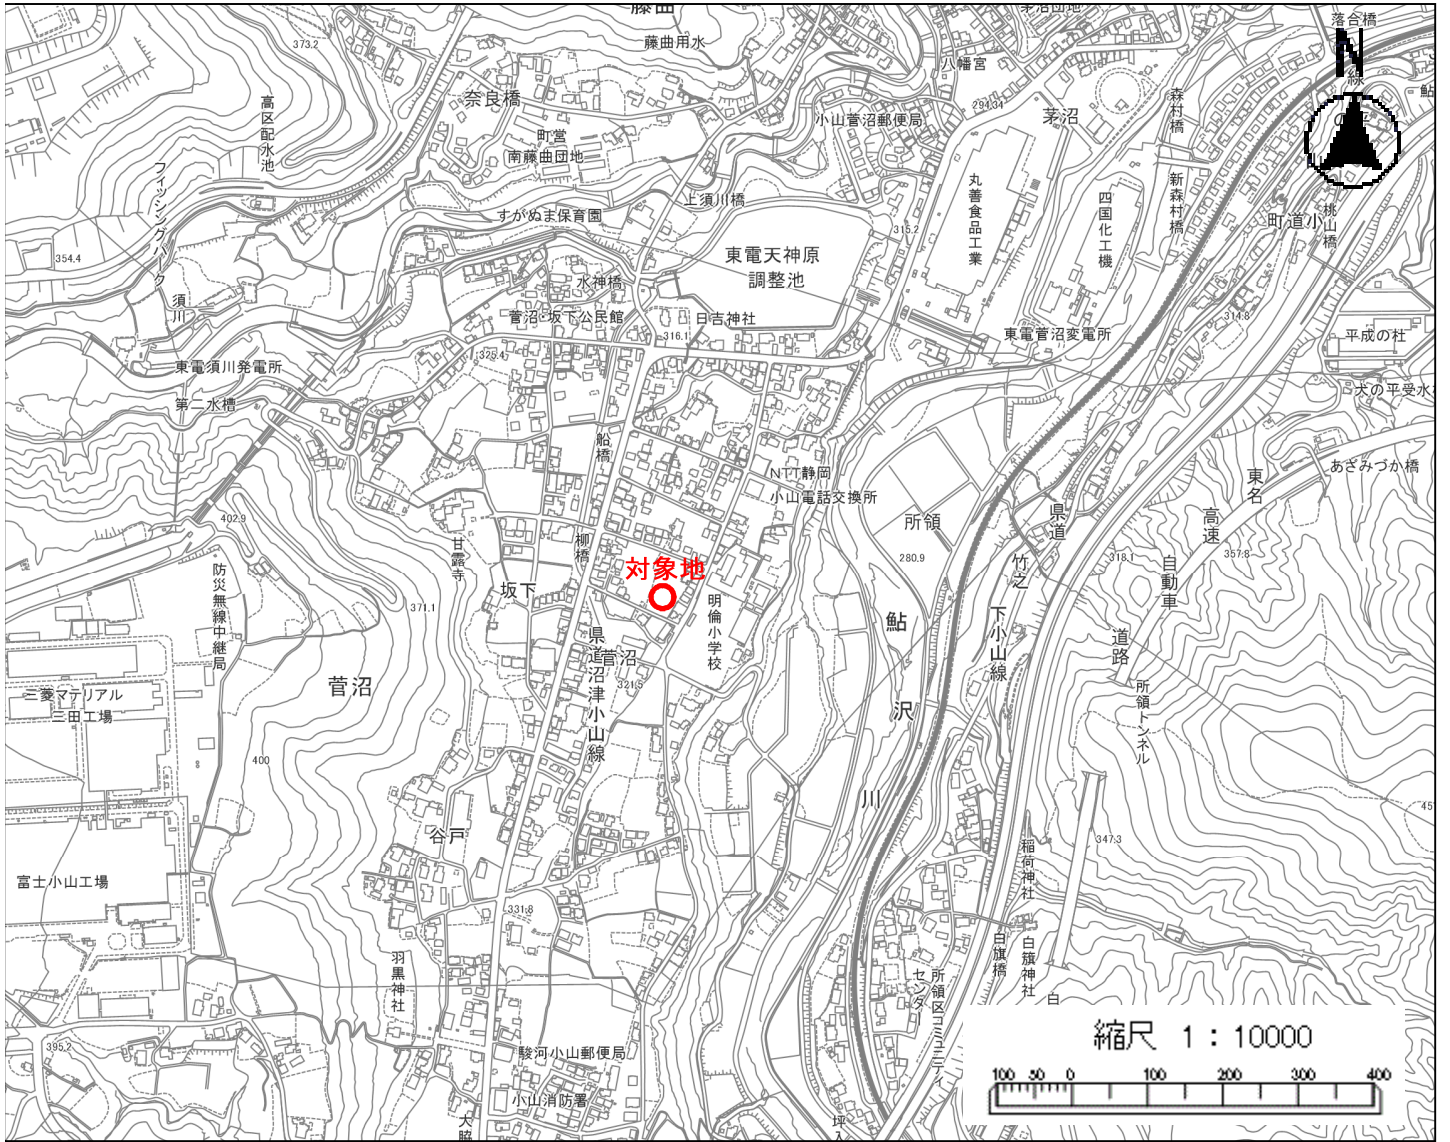 藤曲
茅沼団地
落合橋
373.2
藤曲用水
八幡宮
N
奈良橋
高区配水池
294.34
茅沼
森村橋
小山菅沼郵便局
町営
南藤曲団地
フィッシングパーク
丸善食品工業
四国化工機
新森村橋
上須川橋
すがぬま保育園
桃山橋
町道小
315.2
354.4
東電天神原
調整池
水神橋
須川
菅沼・坂下公民館
日吉神社
316.1
314.8
東電菅沼変電所
平成の杜
325.4
東電須川発電所
第二水槽
船橋
NTT静岡
小山電話交換所
あざみづか橋
東名
高速
自動車
道路
402.9
所領
県道
竹之
下小山線
280.9
318.1
357.8
柳橋
甘露寺
対象地
防災無線中継局
坂下
371.1
明倫小学校
鮎
沢
川
県道沼津小山線
菅沼
321.5
菅沼
三菱マテリアル
三田工場
所領トンネル
400
谷戸
347.3
稲荷神社
富士小山工場
331.8
羽黒神社
白旗橋
白籏神社
所領区コミュニティ
センター
白
395.2
駿河小山郵便局
小山消防署
大脇
縮尺 1：10000
100 50 0 100 200 300 400